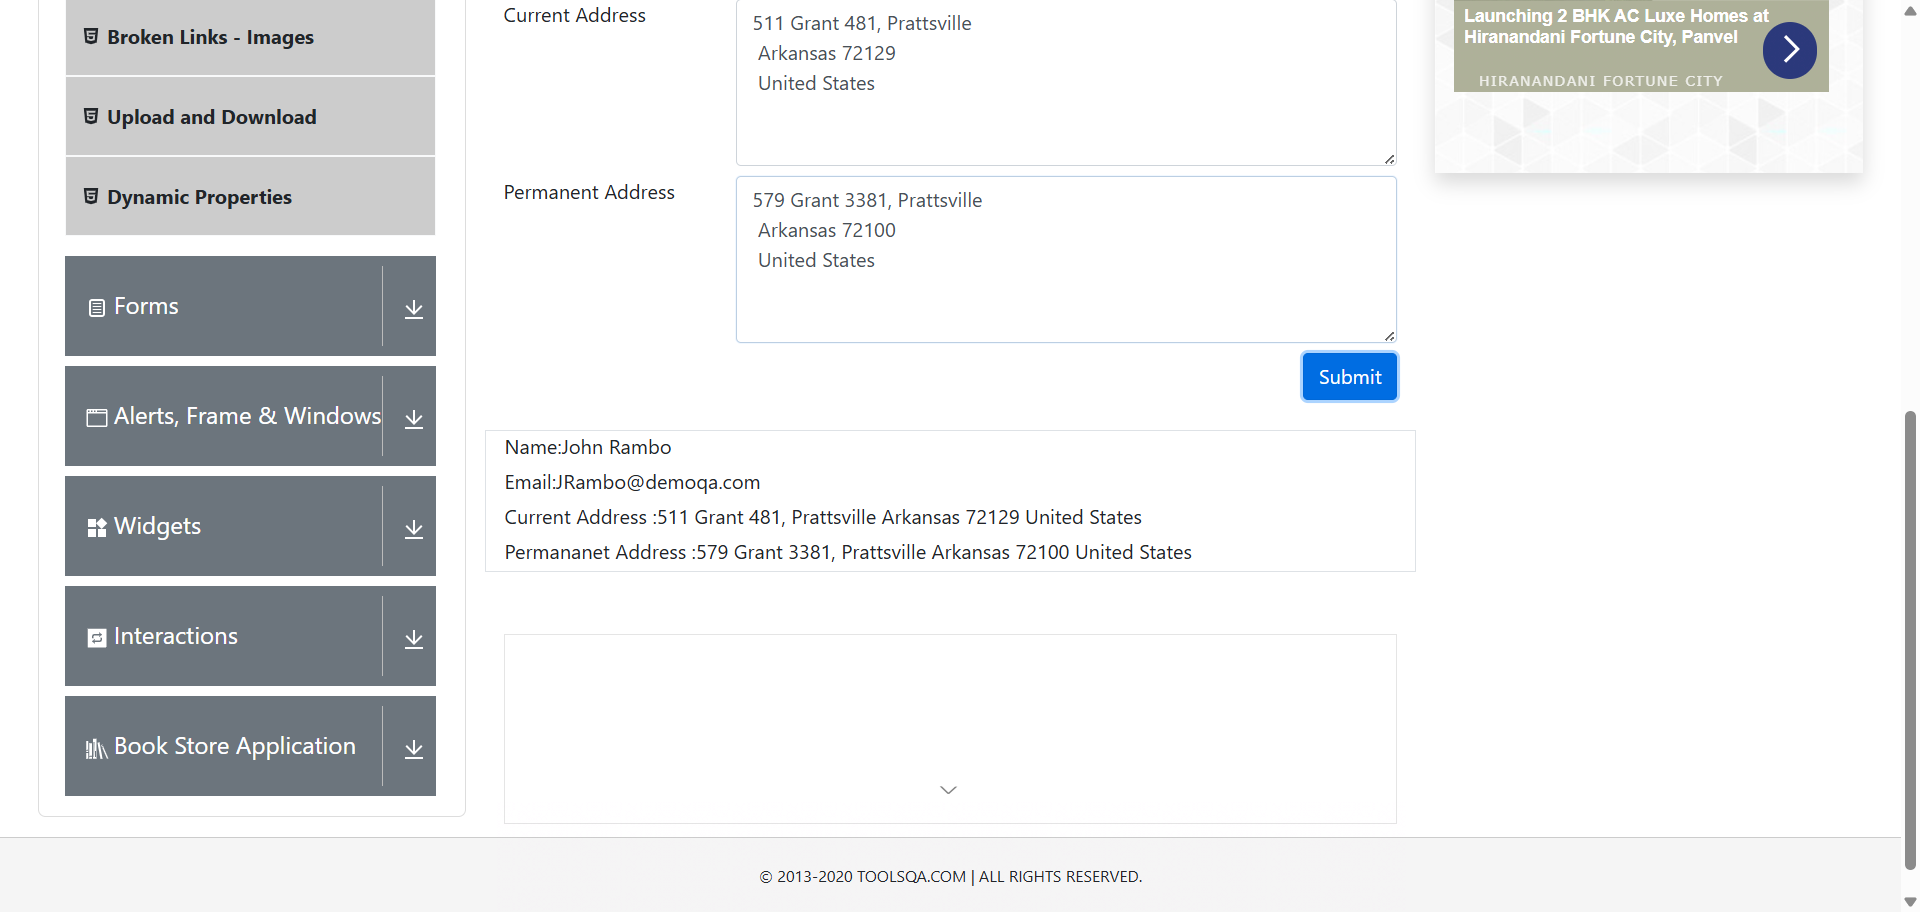 Broken Links - Images
Upload and Download
Dynamic Properties
Forms
Alerts, Frame & Windows
Widgets
Interactions
Book Store Application
Current Address
511 Grant 481, Prattsville
Arkansas 72129
United States
Permanent Address
579 Grant 3381, Prattsville
Arkansas 72100
United States
Submit
Name:John Rambo
Email:JRambo@demoqa.com
Current Address :511 Grant 481, Prattsville Arkansas 72129 United States
Permananet Address :579 Grant 3381, Prattsville Arkansas 72100 United States
Launching 2 BHK AC Luxe Homes at
Hiranandani Fortune City, Panvel
HIRANANDANI FORTUNE CITY
© 2013-2020 TOOLSQA.COM | ALL RIGHTS RESERVED.